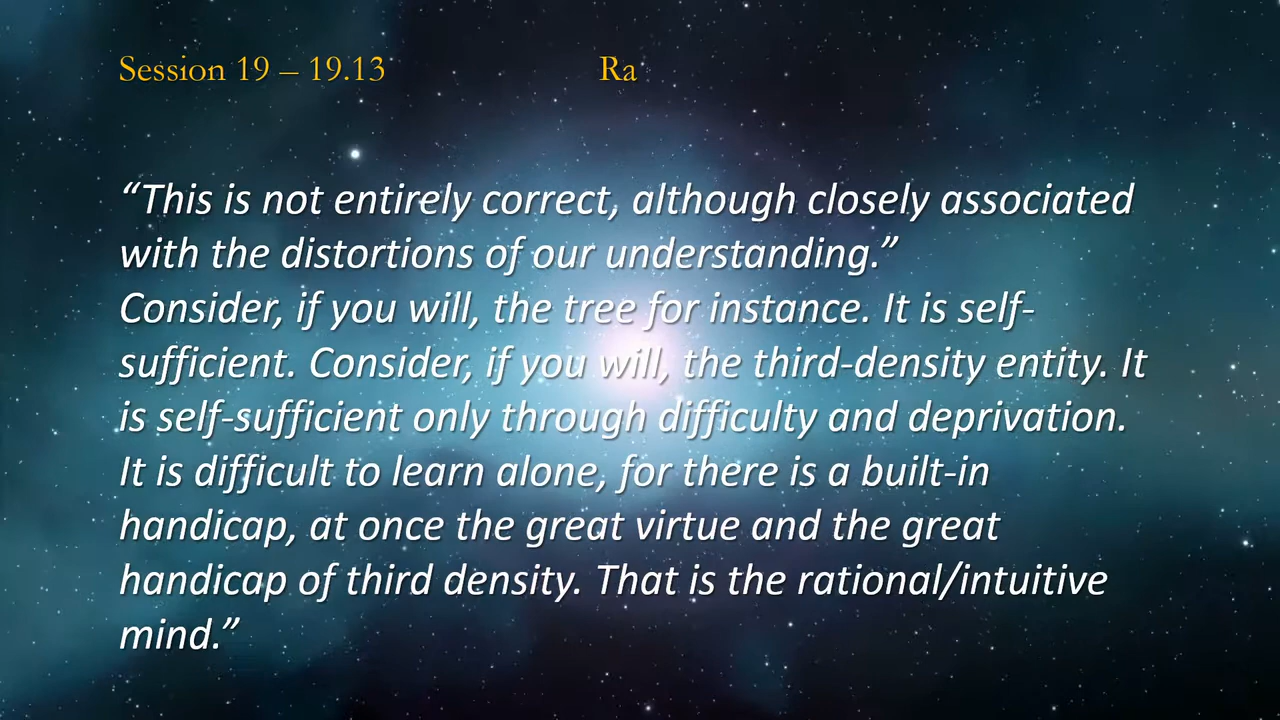 Session 19 – 19.13 Ra
“This is not entirely correct, although closely associated
with the distortions of our understanding.”
Consider, if you will, the tree for instance. It is self-
sufficient. Consider, if you will, the third-density entity. It
is self-sufficient only through difficulty and deprivation.
It is difficult to learn alone, for there is a built-in
handicap, at once the great virtue and the great
handicap of third density. That is the rational/intuitive
mind.”